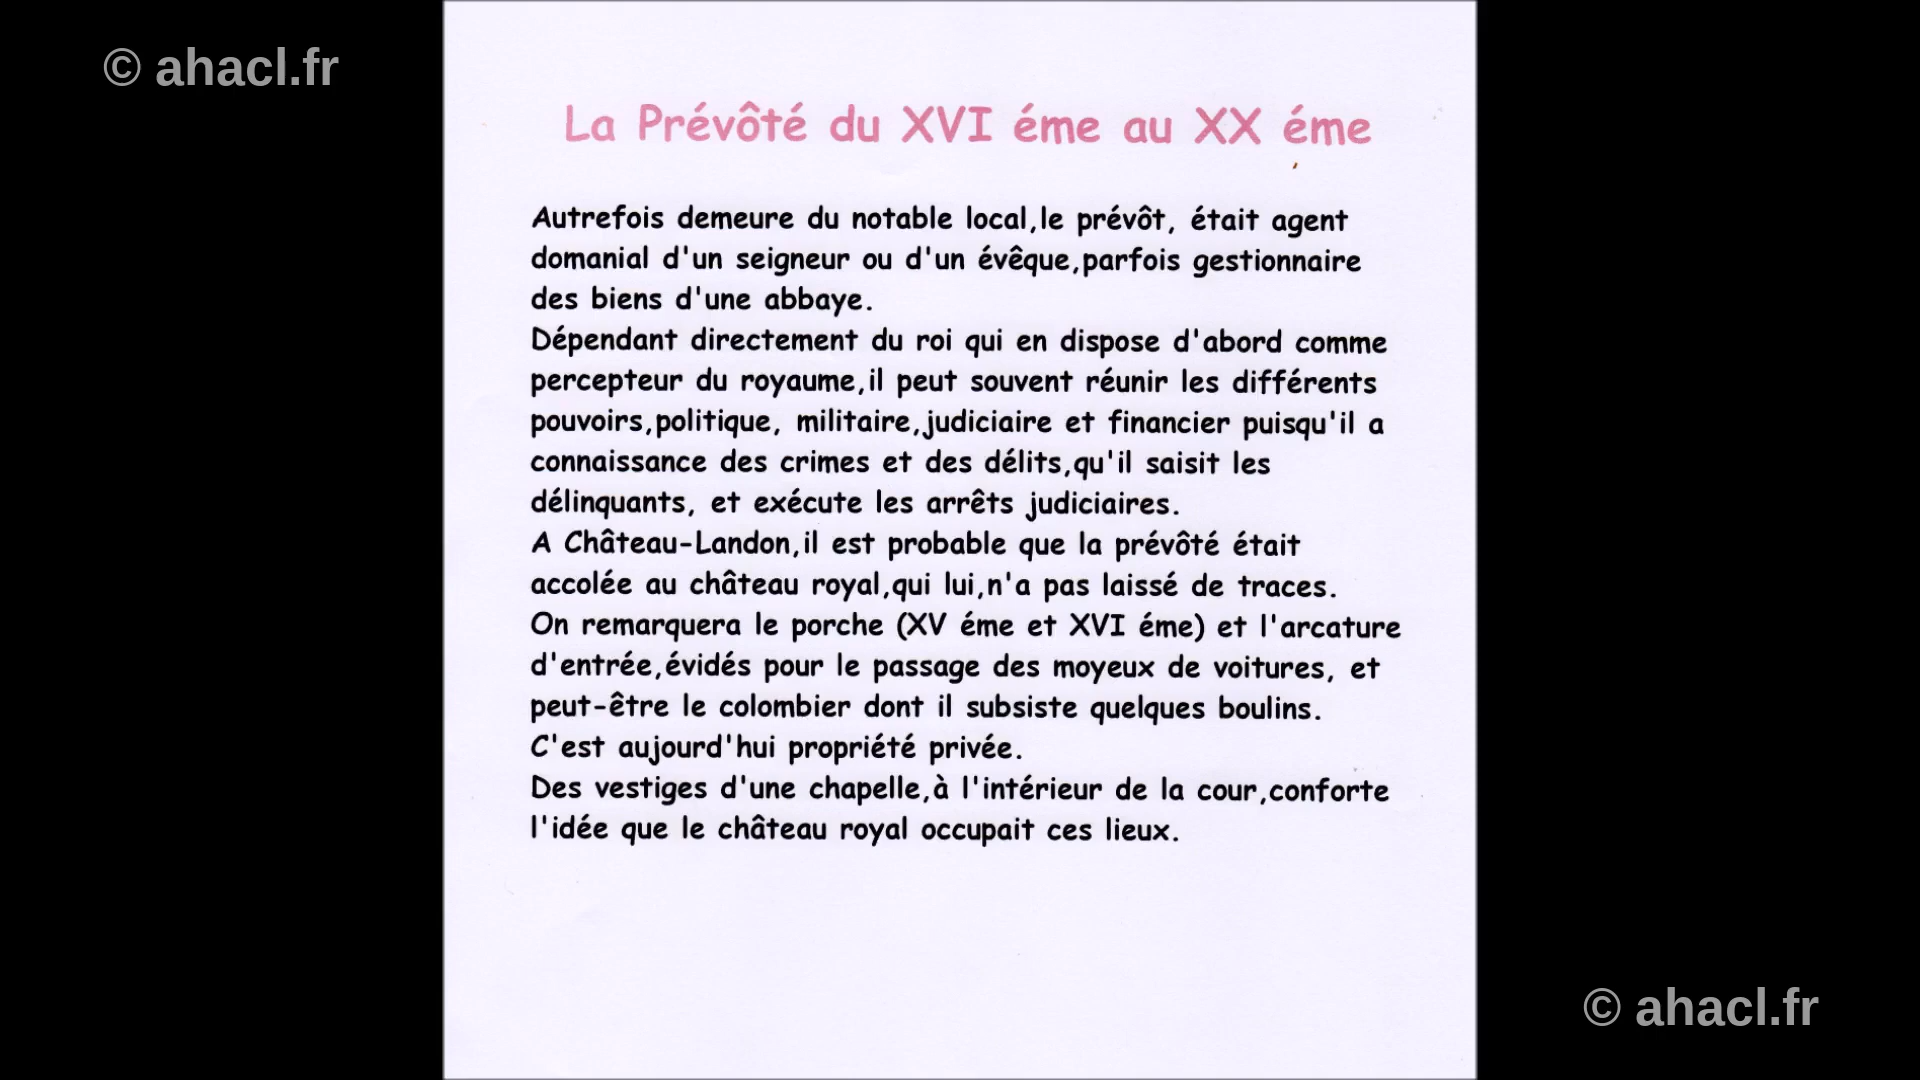 © ahacl.fr
La Prévôté du XVI éme au XX éme
Autrefois demeure du notable local,le prévôt, était agent
domanial d'un seigneur ou d'un évêque,parfois gestionnaire
des biens d'une abbaye.
Dépendant directement du roi qui en dispose d'abord comme
percepteur du royaume,il peut souvent réunir les différents
pouvoirs,politique, militaire,judiciaire et financier puisqu'il a
connaissance des crimes et des délits,qu'il saisit les
délinquants, et exécute les arrêts judiciaires.
A Château-Landon,il est probable que la prévôté était
accolée au château royal,qui lui,n'a pas laissé de traces.
On remarquera le porche (XV éme et XVI éme) et l'arcature
d'entrée,évidés pour le passage des moyeux de voitures, et
peut-être le colombier dont il subsiste quelques boulins.
C'est aujourd'hui propriété privée.
Des vestiges d'une chapelle,à l'intérieur de la cour,conforte
l'idée que le château royal occupait ces lieux.
© ahacl.fr